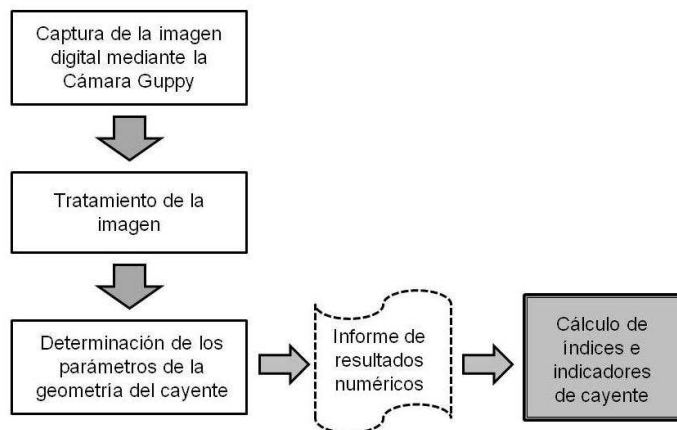 Captura de la imagen
digital mediante la
Cámara Guppy
Tratamiento de la
imagen
Determinación de los
parámetros de la
geometría del cayente
Informe de
resultados
numéricos
Cálculo de
índices e
indicadores
de cayente